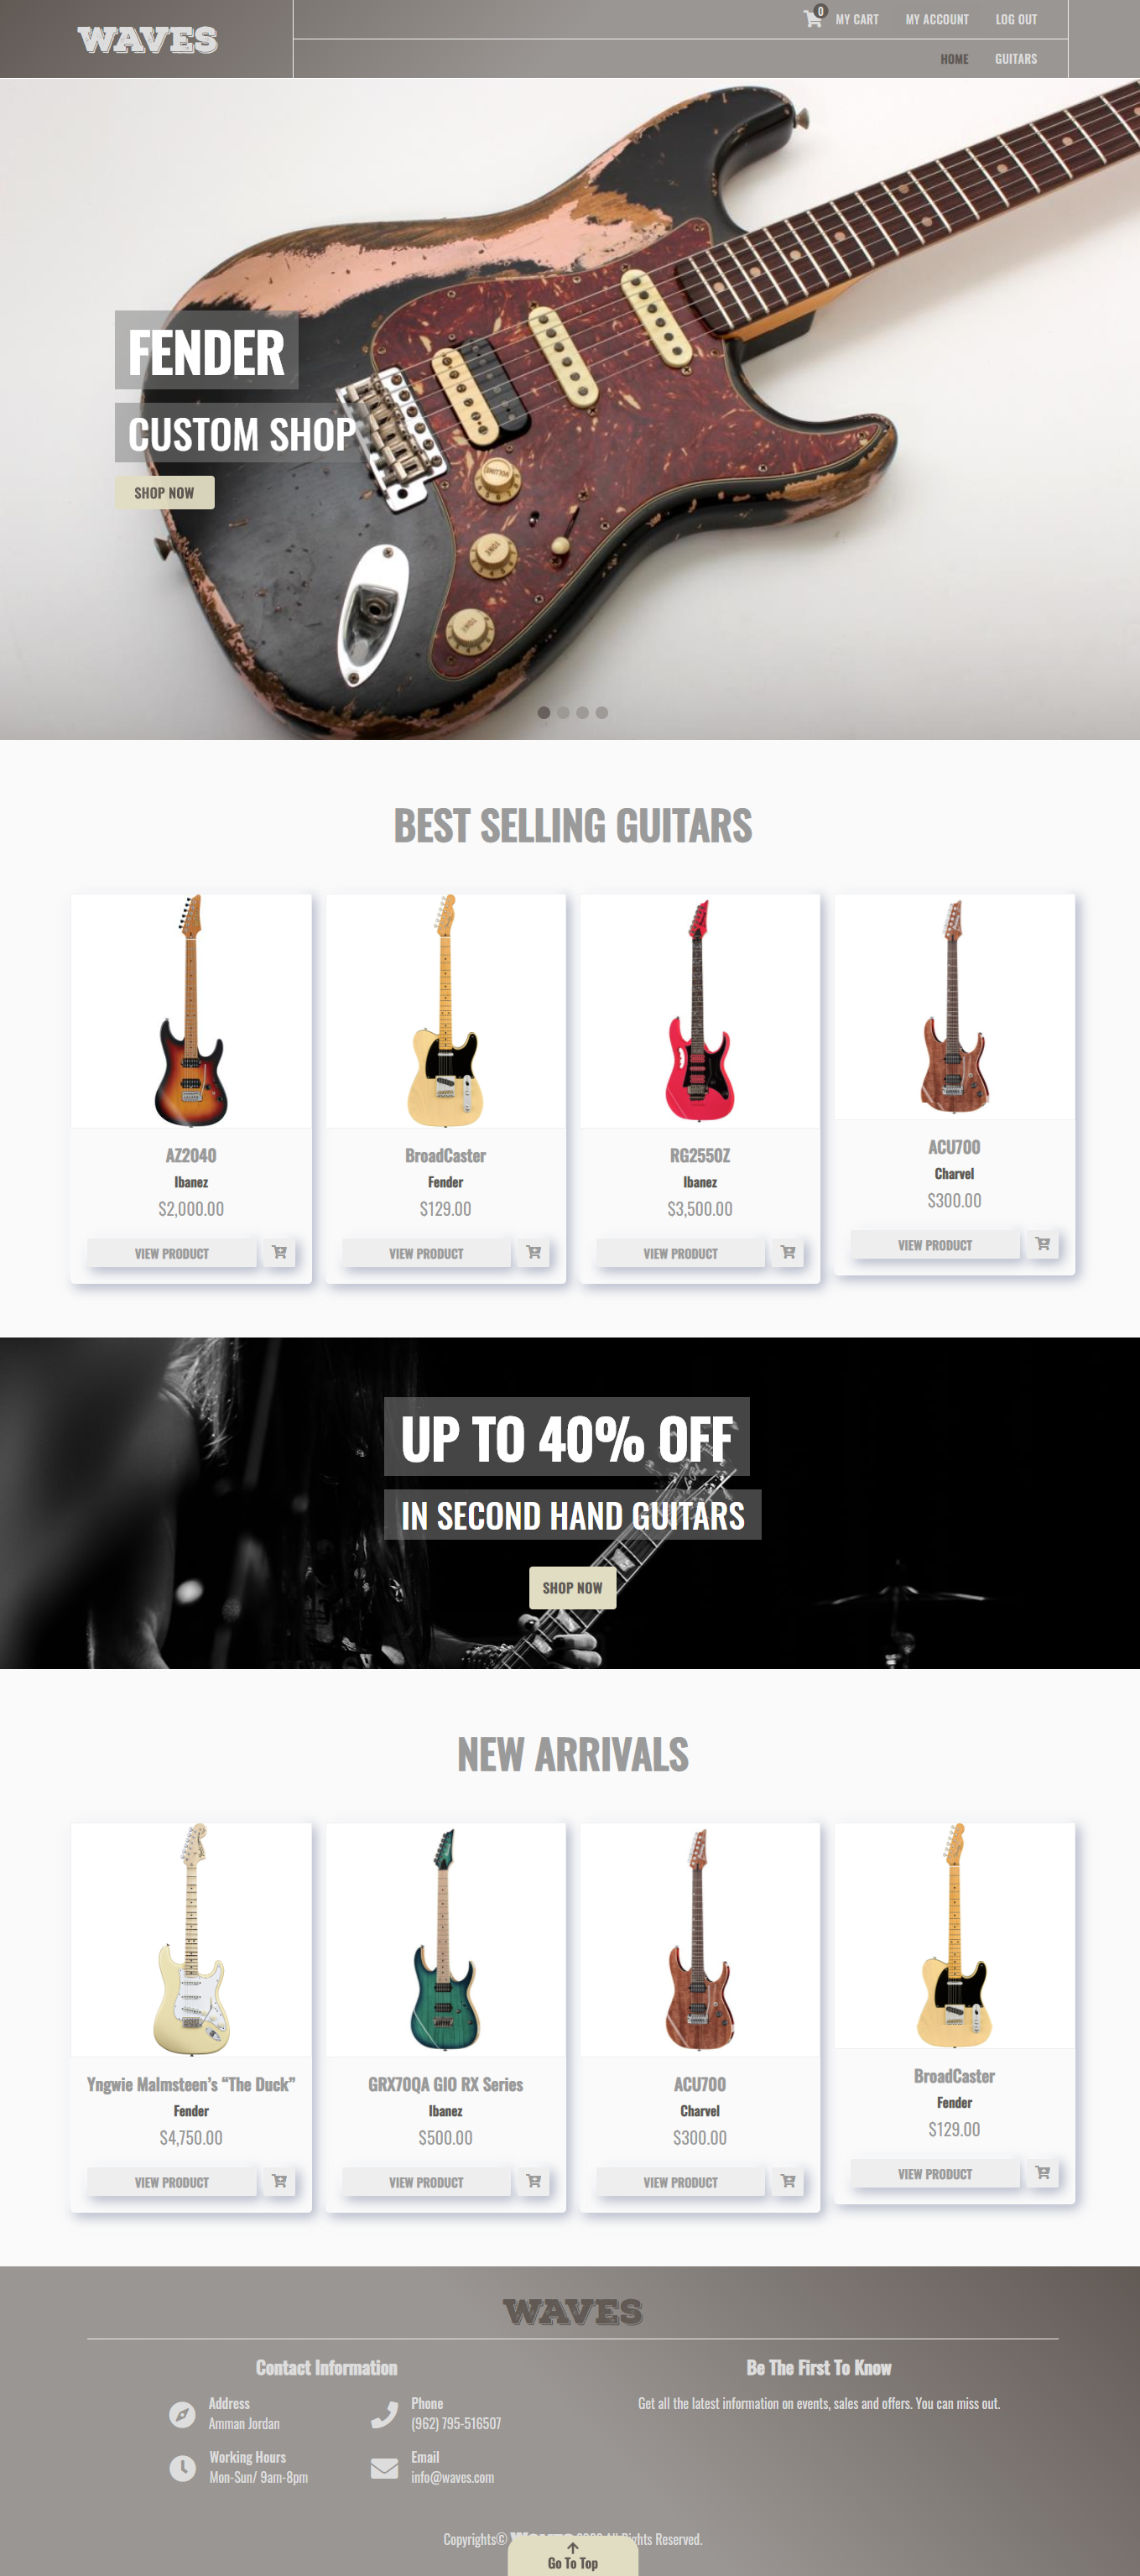 WAVES
0 MY CART MY ACCOUNT LOG OUT
HOME GUITARS
FENDER
CUSTOM SHOP
SHOP NOW
VOLUME
TONE
TONE
BEST SELLING GUITARS
AZ2040
Ibanez
$2,000.00
VIEW PRODUCT
BroadCaster
Fender
$129.00
VIEW PRODUCT
RG2550Z
Ibanez
$3,500.00
VIEW PRODUCT
ACU700
Charvel
$300.00
VIEW PRODUCT
UP TO 40% OFF
IN SECOND HAND GUITARS
SHOP NOW
NEW ARRIVALS
Yngwie Malmsteen’s “The Duck”
Fender
$4,750.00
VIEW PRODUCT
GRX70QA GIO RX Series
Ibanez
$500.00
VIEW PRODUCT
ACU700
Charvel
$300.00
VIEW PRODUCT
BroadCaster
Fender
$129.00
VIEW PRODUCT
WAVES
Contact Information
Address
Amman Jordan
Phone
(962) 795-516507
Working Hours
Mon-Sun/ 9am-8pm
Email
info@waves.com
Be The First To Know
Get all the latest information on events, sales and offers. You can miss out.
Copyrights© Rights Reserved.
Go To Top